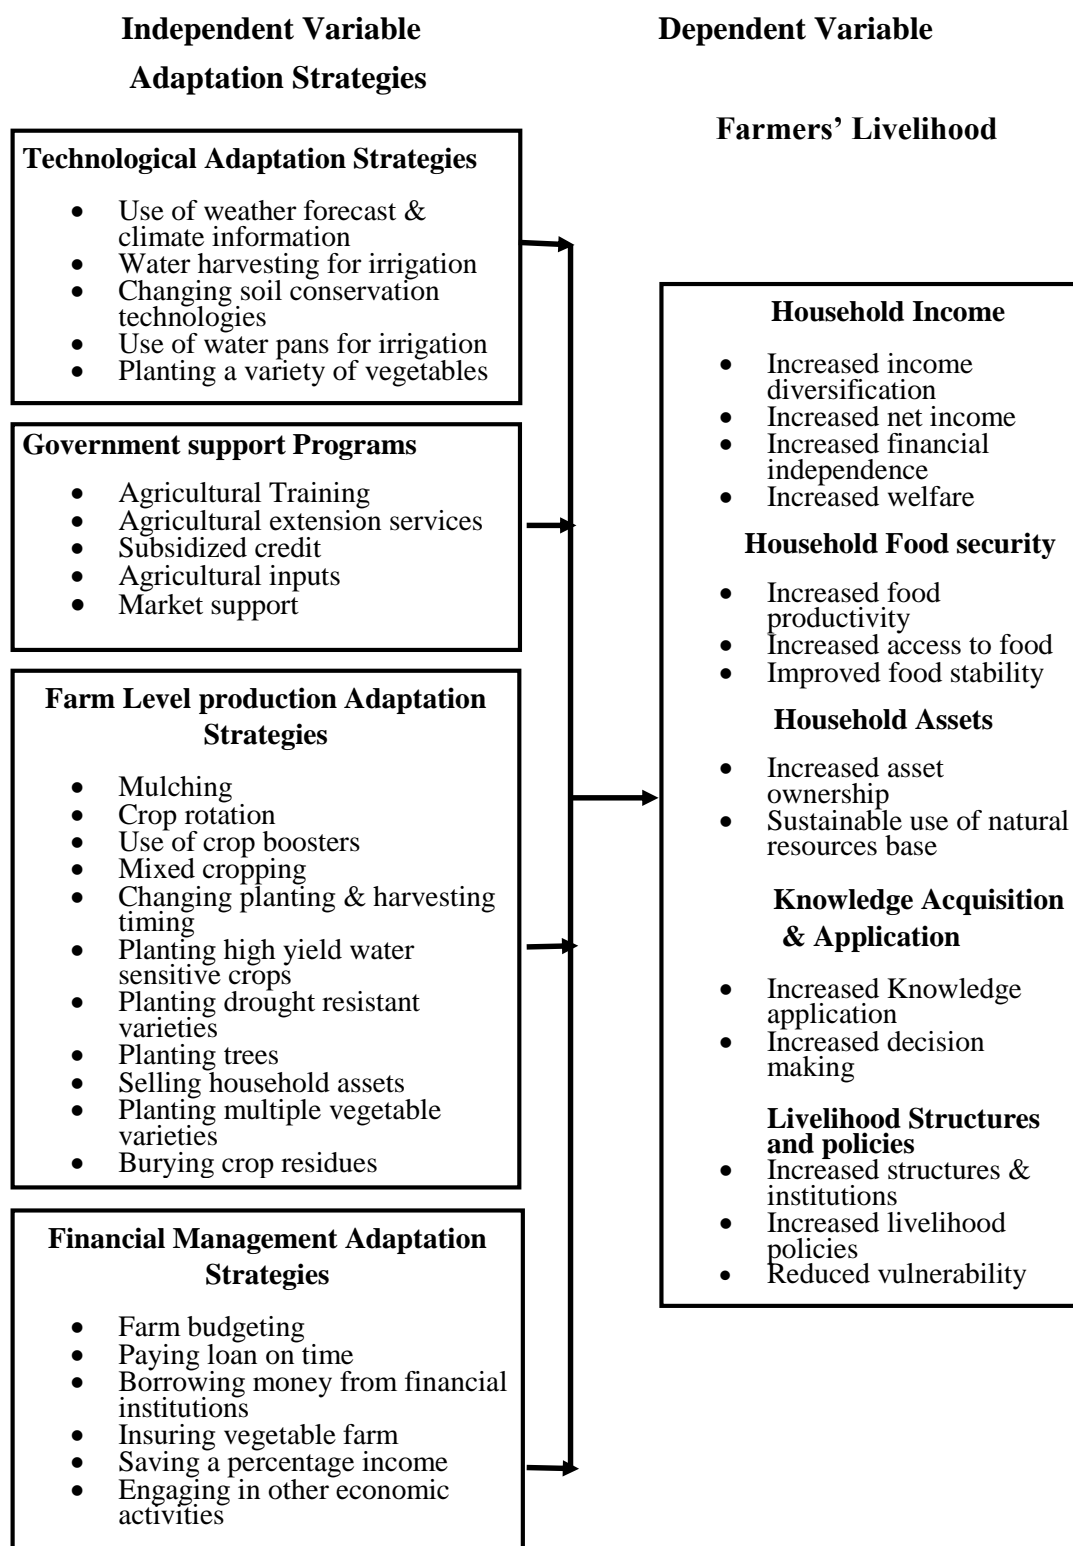 Independent Variable
Adaptation Strategies
Technological Adaptation Strategies
• Use of weather forecast &
climate information
• Water harvesting for irrigation
• Changing soil conservation
technologies
• Use of water pans for irrigation
• Planting a variety of vegetables
Government support Programs
• Agricultural Training
• Agricultural extension services
• Subsidized credit
• Agricultural inputs
• Market support
Farm Level production Adaptation
Strategies
• Mulching
• Crop rotation
• Use of crop boosters
• Mixed cropping
• Changing planting & harvesting
timing
• Planting high yield water
sensitive crops
• Planting drought resistant
varieties
• Planting trees
• Selling household assets
• Planting multiple vegetable
varieties
• Burying crop residues
Financial Management Adaptation
Strategies
• Farm budgeting
• Paying loan on time
• Borrowing money from financial
institutions
• Insuring vegetable farm
• Saving a percentage income
• Engaging in other economic
activities
Dependent Variable
Farmers’ Livelihood
Household Income
• Increased income
diversification
• Increased net income
• Increased financial
independence
• Increased welfare
Household Food security
• Increased food
productivity
• Increased access to food
• Improved food stability
Household Assets
• Increased asset
ownership
• Sustainable use of natural
resources base
Knowledge Acquisition
& Application
• Increased Knowledge
application
• Increased decision
making
Livelihood Structures
and policies
• Increased structures &
institutions
• Increased livelihood
policies
• Reduced vulnerability